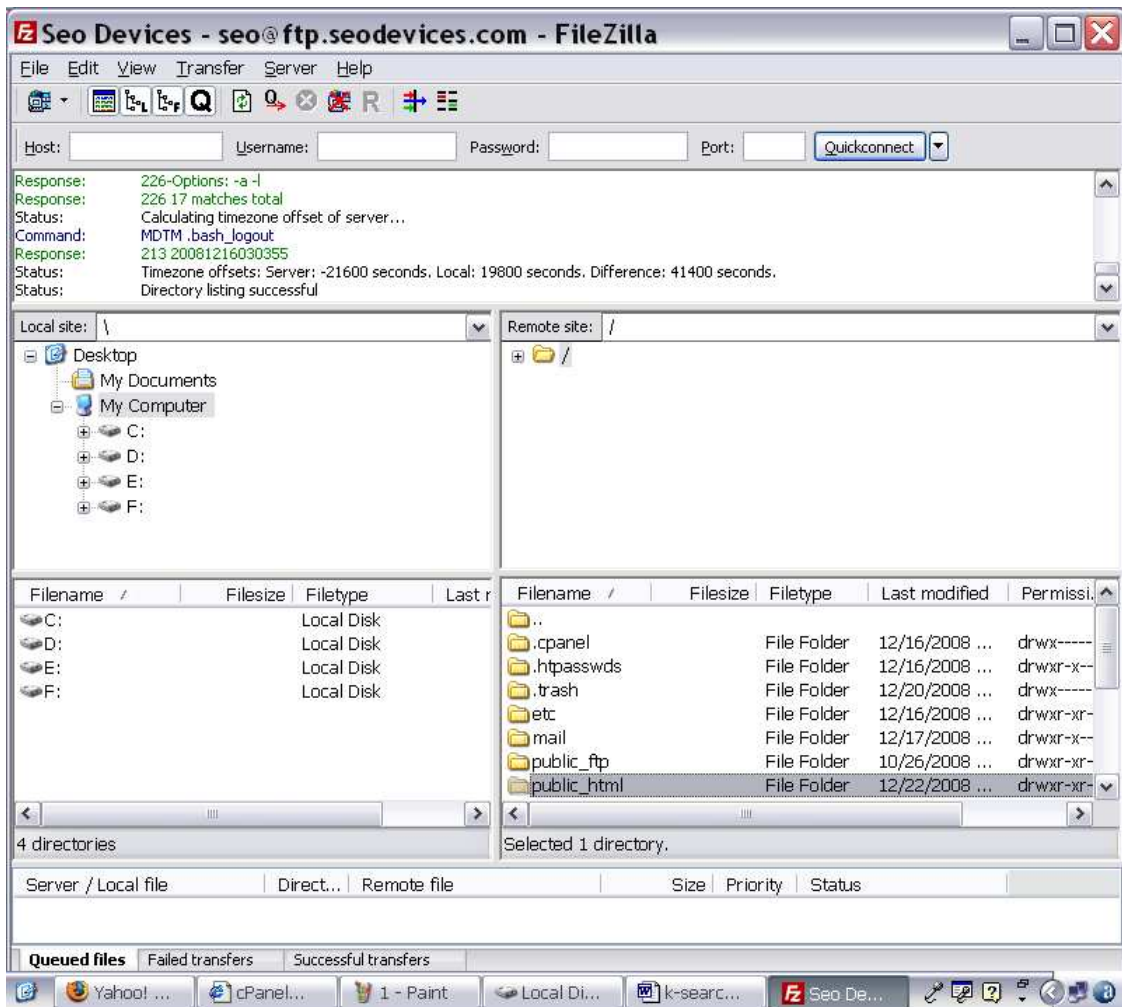 Seo Devices - seo@ftp.seodevices.com - FileZilla
File Edit View Transfer Server Help
Host: Username: Password: Port: Quickconnect
Response: 226-Options: -a -l
Response: 226 17 matches total
Status: Calculating timezone offset of server...
Command: MDTM .bash_logout
Response: 213 20081216030355
Status: Timezone offsets: Server: -21600 seconds. Local: 19800 seconds. Difference: 41400 seconds.
Status: Directory listing successful
Local site: \
Desktop
My Documents
My Computer
C:
D:
E:
F:
Remote site: /
/
Filename / Filesize Filetype Last r
C: Local Disk
D: Local Disk
E: Local Disk
F: Local Disk
4 directories
Filename / Filesize Filetype Last modified Permissi.
..
.cpanel File Folder 12/16/2008 ... drwx-----
.htpasswds File Folder 12/16/2008 ... drwxr-x--
.trash File Folder 12/20/2008 ... drwx-----
etc File Folder 12/16/2008 ... drwxr-xr-
mail File Folder 12/17/2008 ... drwxr-x--
public_ftp File Folder 10/26/2008 ... drwxr-xr-
public_html File Folder 12/22/2008 ... drwxr-xr-
Selected 1 directory.
Server / Local file Direct... Remote file Size Priority Status
Queued files Failed transfers Successful transfers
Yahoo! ... cPanel... 1 - Paint Local Di... k-searc... Seo De...